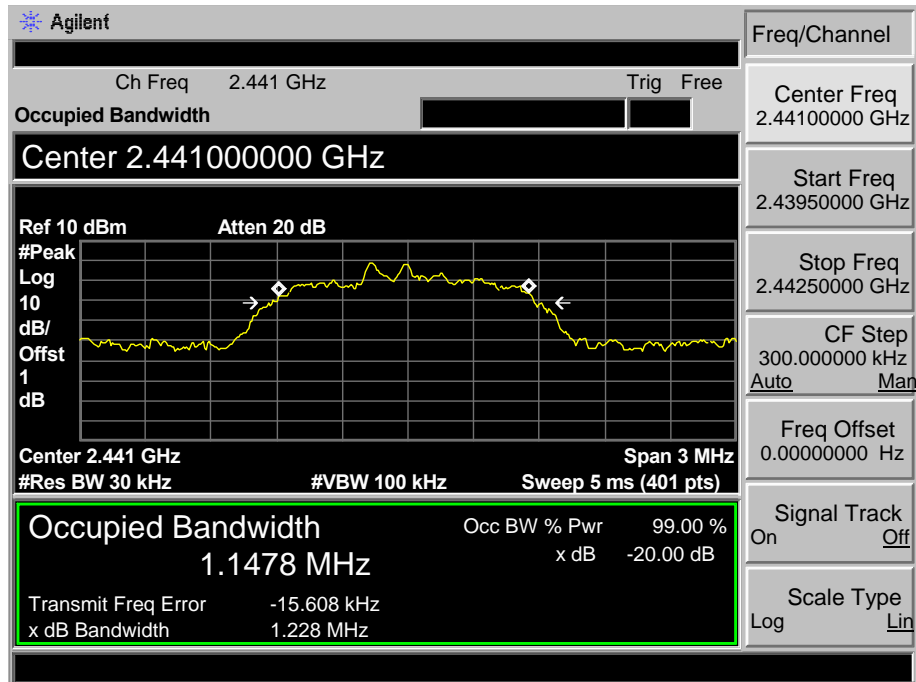 Agilent
Freq/Channel
Ch Freq 2.441 GHz Trig Free
Occupied Bandwidth
Center 2.441000000 GHz
Ref 10 dBm Atten 20 dB
#Peak
Log
10
dB/
Offst
1
dB
Center 2.441 GHz Span 3 MHz
#Res BW 30 kHz #VBW 100 kHz Sweep 5 ms (401 pts)
Occupied Bandwidth Occ BW % Pwr 99.00 %
1.1478 MHz x dB -20.00 dB
Transmit Freq Error -15.608 kHz
x dB Bandwidth 1.228 MHz
Center Freq
2.44100000 GHz
Start Freq
2.43950000 GHz
Stop Freq
2.44250000 GHz
CF Step
300.000000 kHz
Auto Man
Freq Offset
0.00000000 Hz
Signal Track
On Off
Scale Type
Log Lin